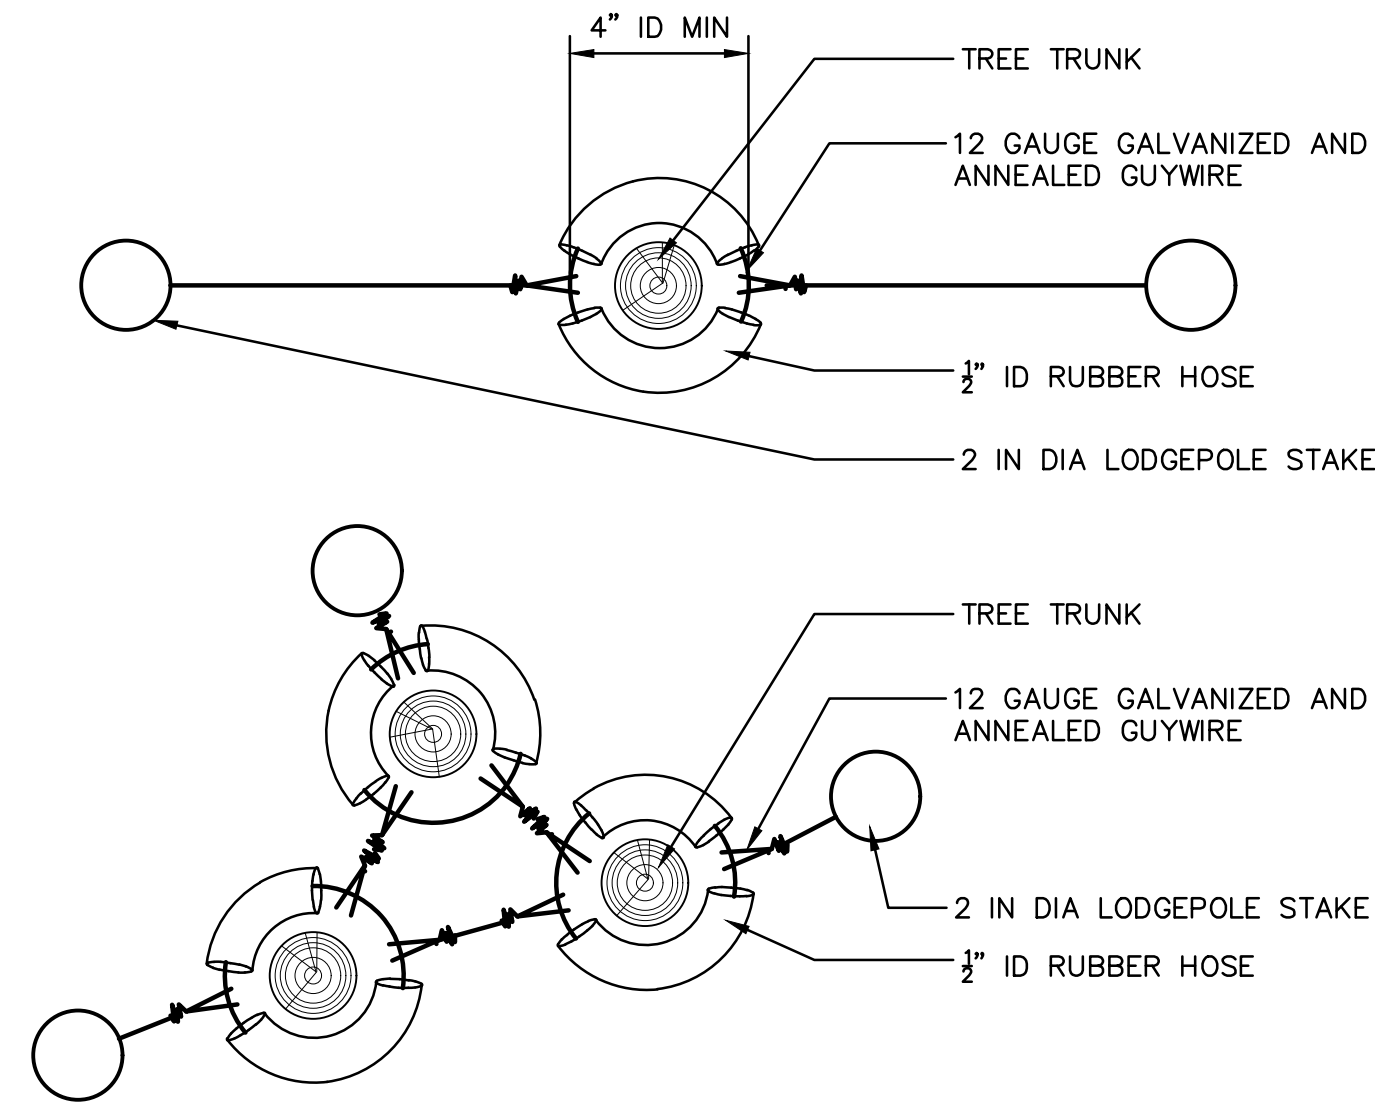 4” ID MIN
TREE TRUNK
12 GAUGE GALVANIZED AND
ANNEALED GUYWIRE
½” ID RUBBER HOSE
2 IN DIA LODGEPOLE STAKE
TREE TRUNK
12 GAUGE GALVANIZED AND
ANNEALED GUYWIRE
2 IN DIA LODGEPOLE STAKE
½” ID RUBBER HOSE